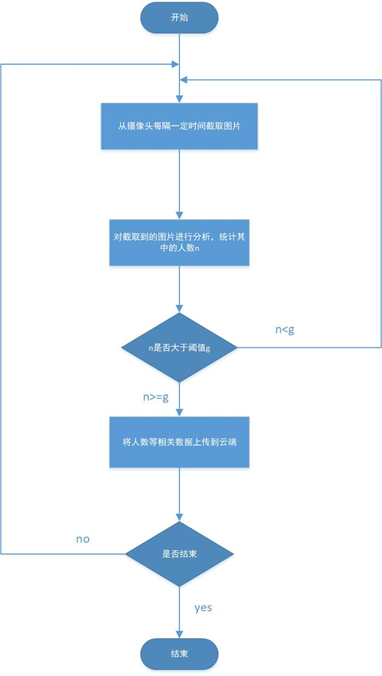 开始
从摄像头每隔一定时间截取图片
对截取到的图片进行分析，统计其
中的人数n
n是否大于阈值g
n<g
n>=g
将人数等相关数据上传到云端
no
是否结束
yes
结束